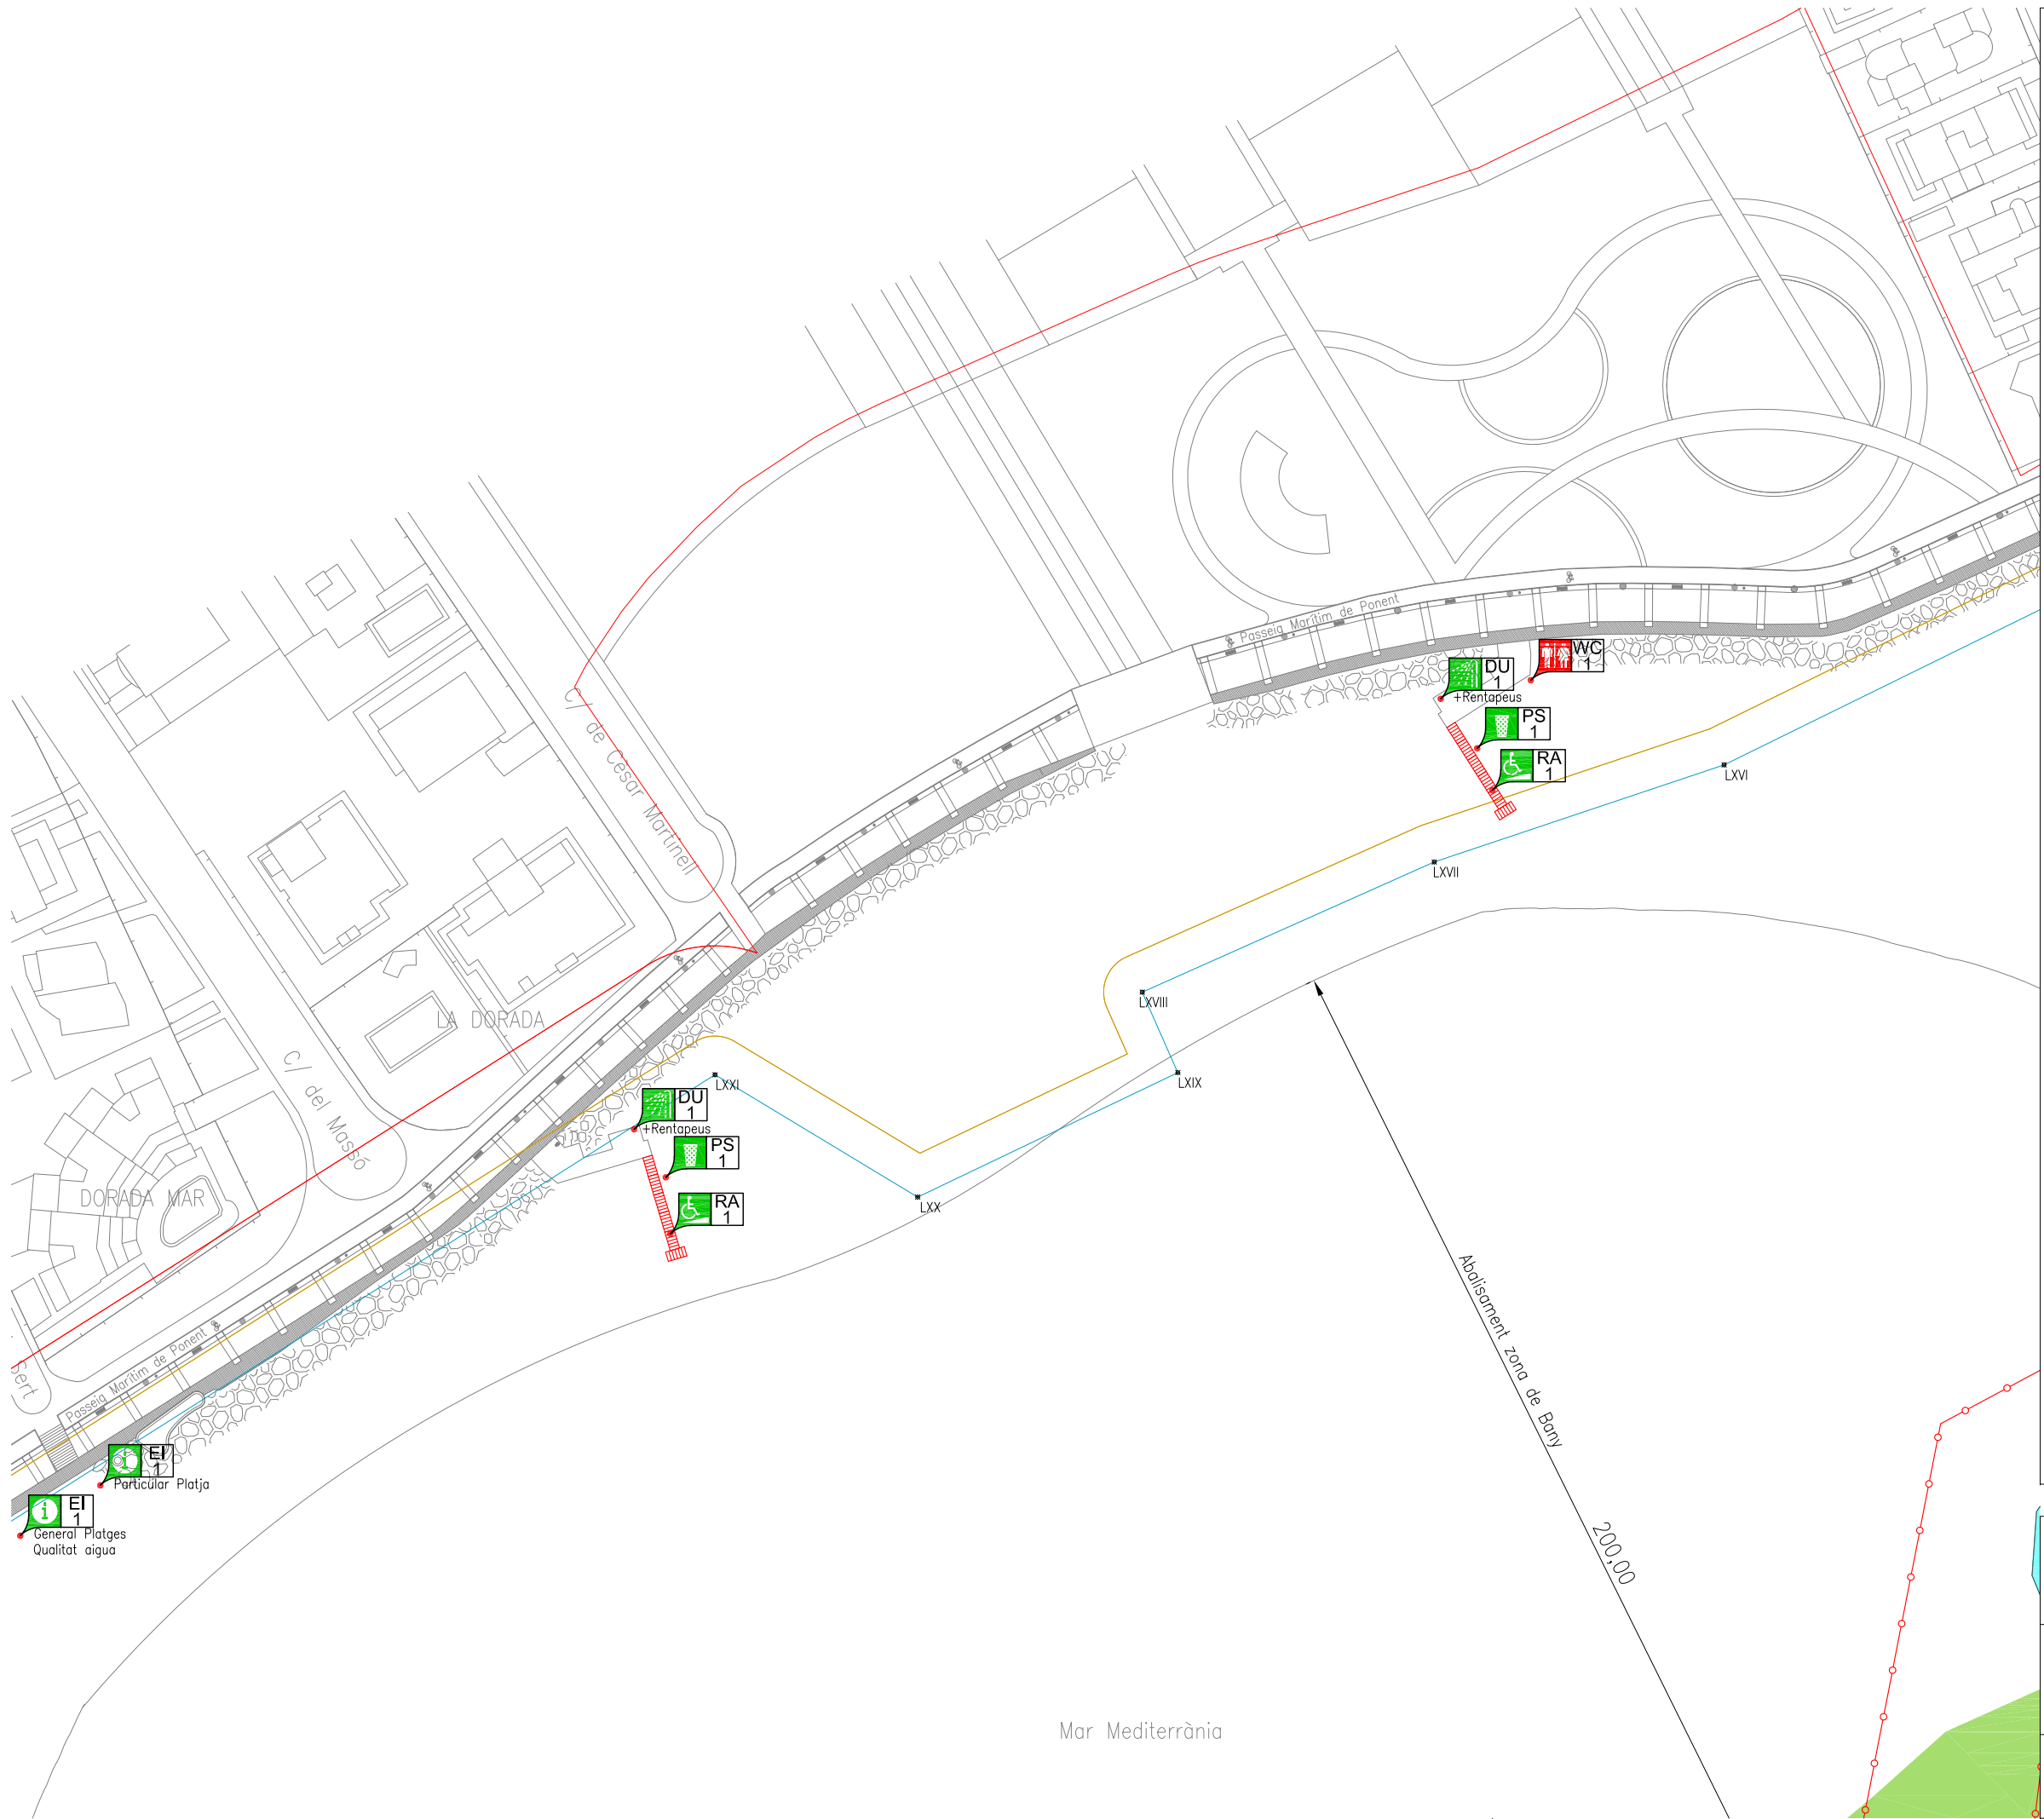 Passeig Marítim de Ponent
WC
1
DU
1
+Rentapeus
PS
1
RA
1
C/ de Cesar Martinell
LXVI
LXVII
LXVIII
LXIX
LXX
LXXI
LA DORADA
C/ del Massó
DU
1
+Rentapeus
PS
1
RA
1
DORADA MAR
Passeig Marítim de Ponent
Sert
EI
1
Particular Platja
EI
1
General Platges
Qualitat aigua
Abalisament zona de Bany
200,00
Mar Mediterrània